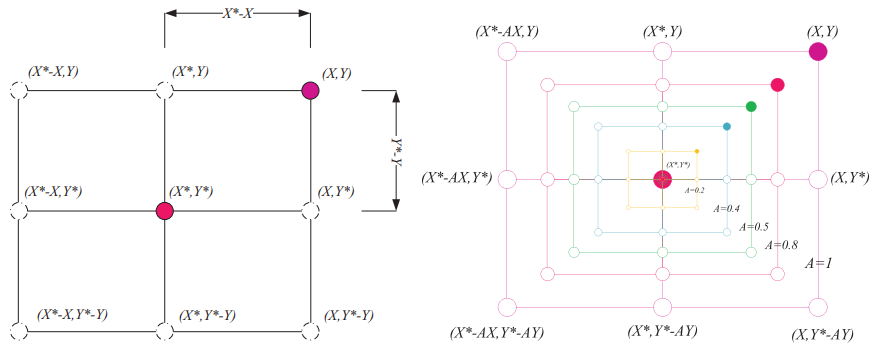 X*-X
(X*-X,Y)
(X*,Y)
(X,Y)
Y*-Y
(X*-X,Y*)
(X*,Y*)
(X,Y*)
(X*-X,Y*-Y)
(X*,Y*-Y)
(X,Y*-Y)
(X*-AX,Y)
(X*,Y)
(X,Y)
(X*,Y*)
(X*-AX,Y*)
(X,Y*)
A=0.2
A=0.4
A=0.5
A=0.8
A=1
(X*-AX,Y*-AY)
(X*,Y*-AY)
(X,Y*-AY)